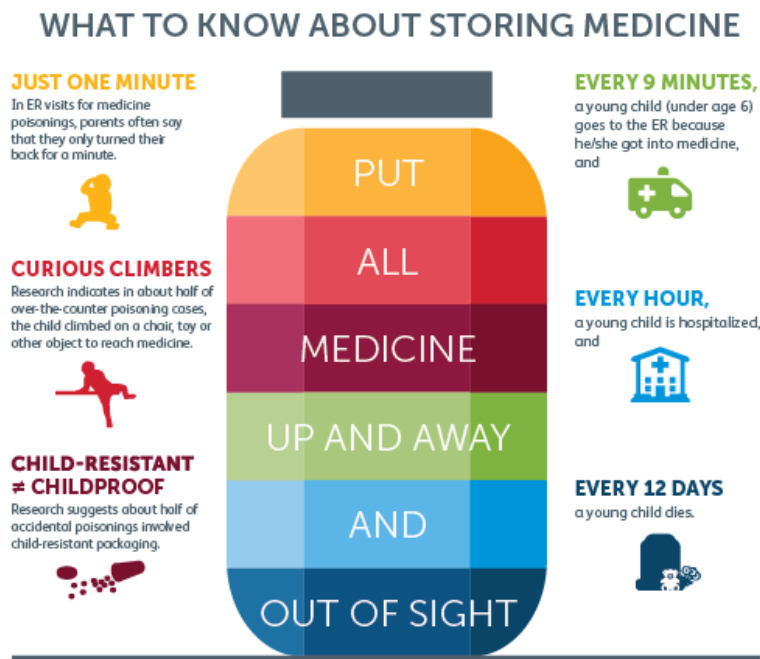 WHAT TO KNOW ABOUT STORING MEDICINE
JUST ONE MINUTE
In ER visits for medicine
poisonings, parents often say
that they only turned their
back for a minute.
CURIOUS CLIMBERS
Research indicates in about half of
over-the-counter poisoning cases,
the child climbed on a chair, toy or
other object to reach medicine.
CHILD-RESISTANT
≠ CHILDPROOF
Research suggests about half of
accidental poisonings involved
child-resistant packaging.
PUT
ALL
MEDICINE
UP AND AWAY
AND
OUT OF SIGHT
EVERY 9 MINUTES,
a young child (under age 6)
goes to the ER because
he/she got into medicine,
and
EVERY HOUR,
a young child is hospitalized,
and
EVERY 12 DAYS
a young child dies.